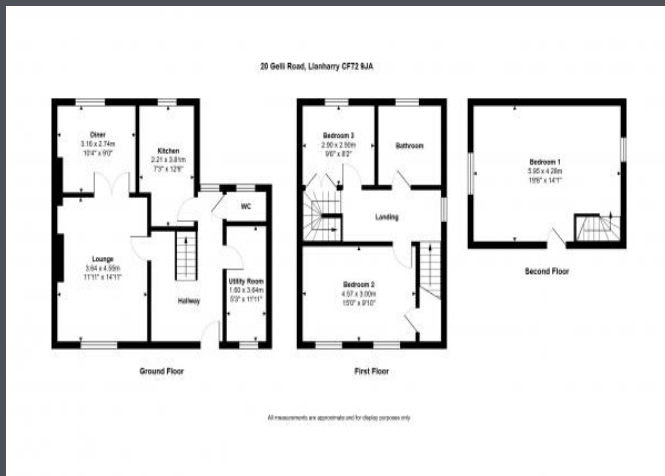 20 Gelli Road, Llanharry CF72 9JA
Diner
3.16 x 2.74m
10'4" x 9'0"
Kitchen
2.21 x 3.81m
7'3" x 12'6"
WC
Lounge
3.64 x 4.55m
11'11" x 14'11"
Hallway
Utility Room
1.60 x 3.64m
5'3" x 11'11"
Ground Floor
Bedroom 3
2.90 x 2.50m
9'6" x 8'2"
Bathroom
Landing
Bedroom 2
4.57 x 3.00m
15'0" x 9'10"
First Floor
Bedroom 1
5.95 x 4.28m
19'6" x 14'1"
Second Floor
All measurements are approximate and for display purposes only